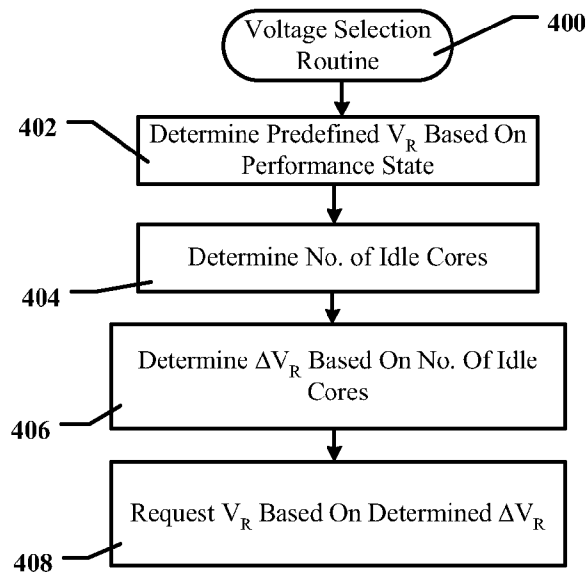 Voltage Selection
Routine
400
402
Determine Predefined V_R Based On
Performance State
Determine No. of Idle Cores
404
Determine ΔV_R Based On No. Of Idle
Cores
406
Request V_R Based On Determined ΔV_R
408